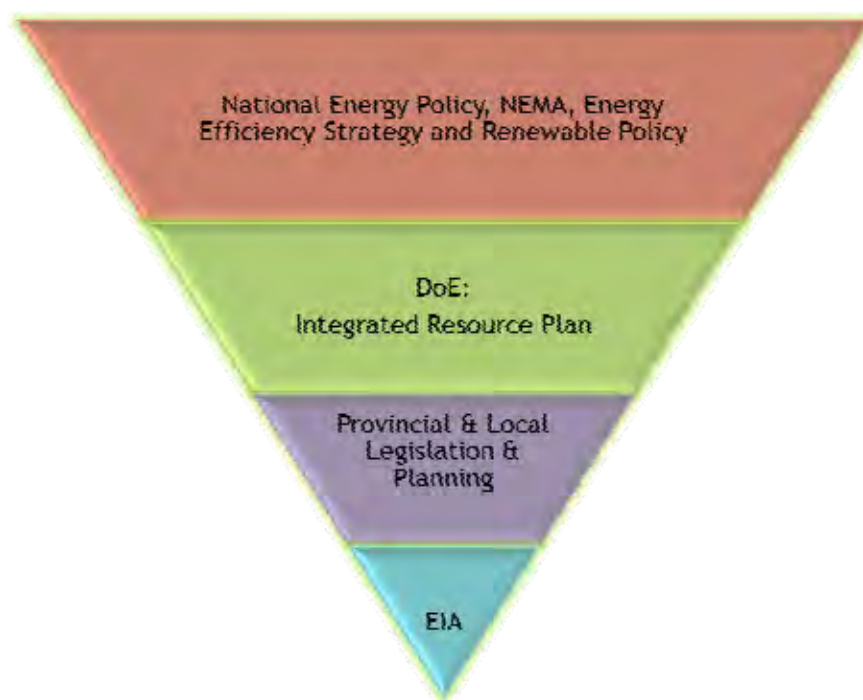 National Energy Policy, NEMA, Energy
Efficiency Strategy and Renewable Policy
DoE:
Integrated Resource Plan
Provincial & Local
Legislation &
Planning
EIA